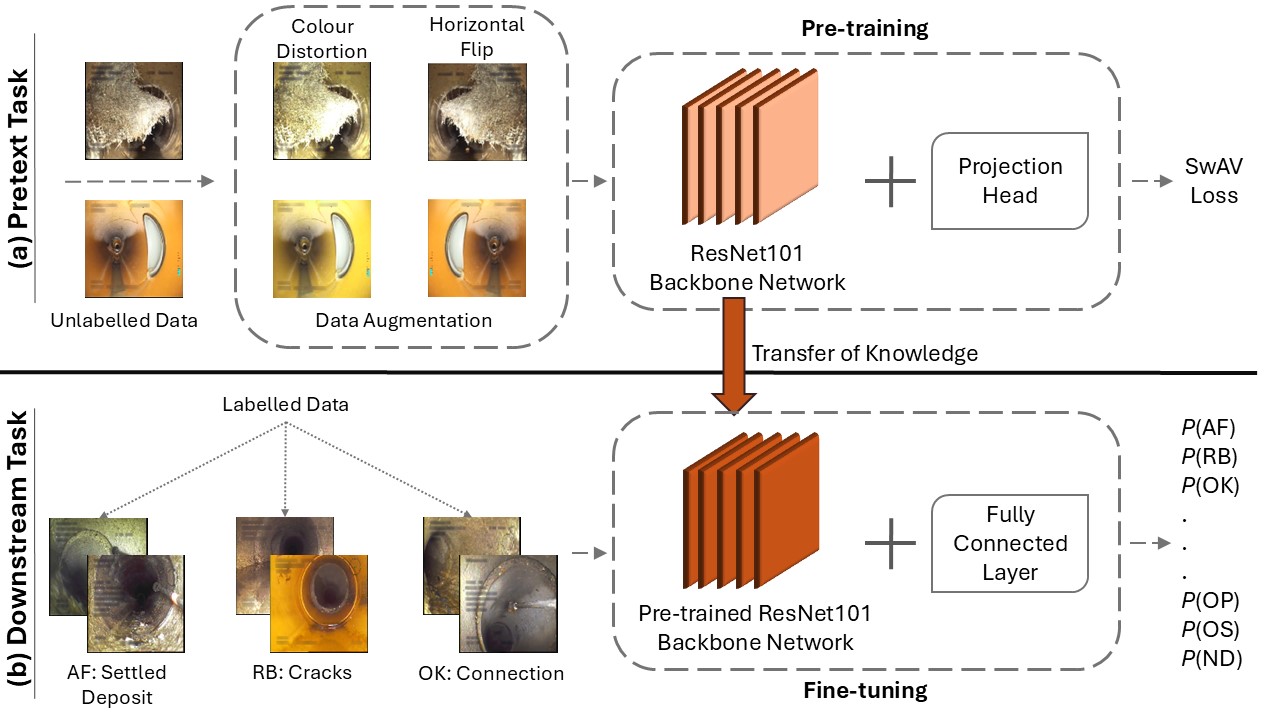 (a) Pretext Task
Colour
Distortion
Horizontal
Flip
Unlabelled Data
Data Augmentation
Pre-training
ResNet101
Backbone Network
Projection
Head
SwAV
Loss
Transfer of Knowledge
(b) Downstream Task
Labelled Data
AF: Settled
Deposit
RB: Cracks
OK: Connection
Pre-trained ResNet101
Backbone Network
Fully
Connected
Layer
Fine-tuning
P(AF)
P(RB)
P(OK)
.
.
.
P(OP)
P(OS)
P(ND)